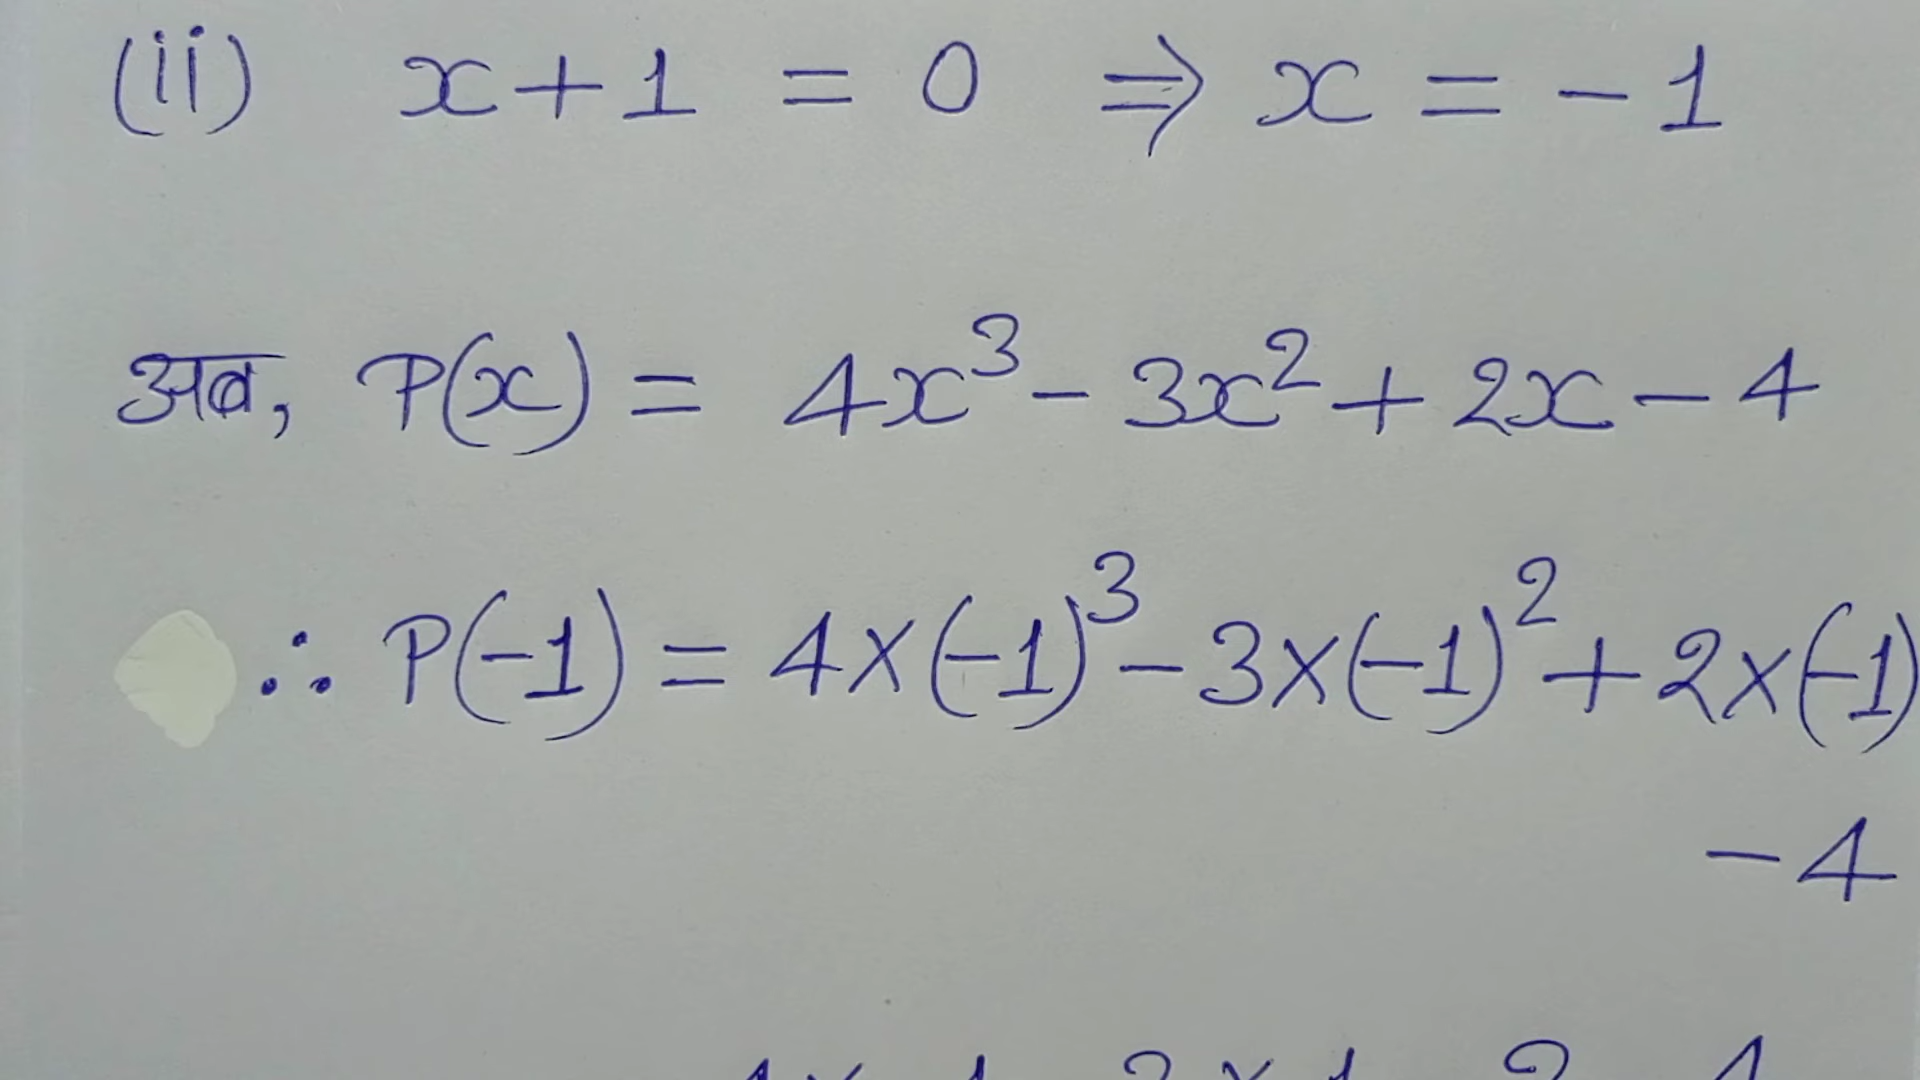 (ii) x + 1 = 0 ⇒ x = - 1
अब, P(x) = 4x³ - 3x² + 2x - 4
∴ P(-1) = 4×(-1)³ - 3×(-1)² + 2×(-1)
- 4